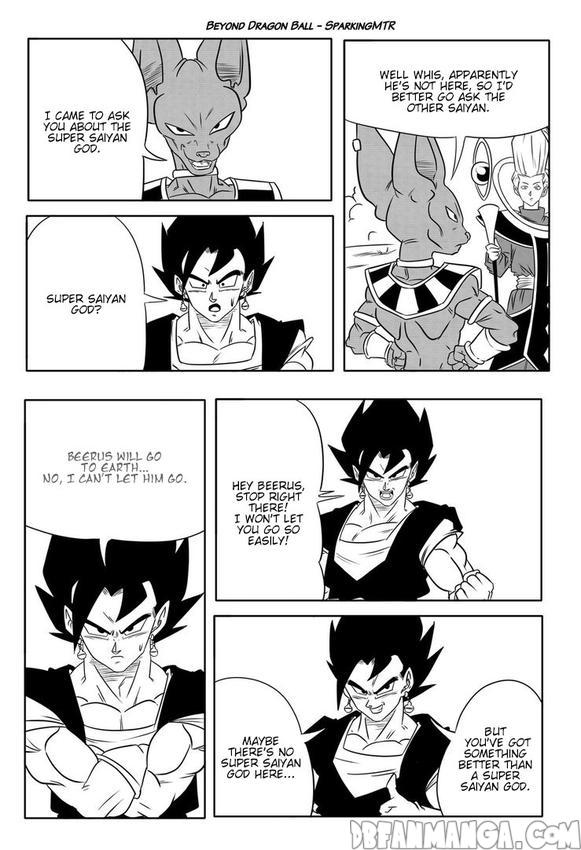 Beyond Dragon Ball - SparkingMTR
I CAME TO ASK
YOU ABOUT THE
SUPER SAIYAN
GOD.
WELL WHIS, APPARENTLY
HE'S NOT HERE, SO I'D
BETTER GO ASK THE
OTHER SAIYAN.
SUPER SAIYAN
GOD?
BEERUS WILL GO
TO EARTH...
NO, I CAN'T LET HIM GO.
HEY BEERUS,
STOP RIGHT
THERE!
I WON'T LET
YOU GO SO
EASILY!
MAYBE
THERE'S NO
SUPER SAIYAN
GOD HERE...
BUT
YOU'VE GOT
SOMETHING
BETTER THAN
A SUPER
SAIYAN GOD.
DBFANMANGA.COM